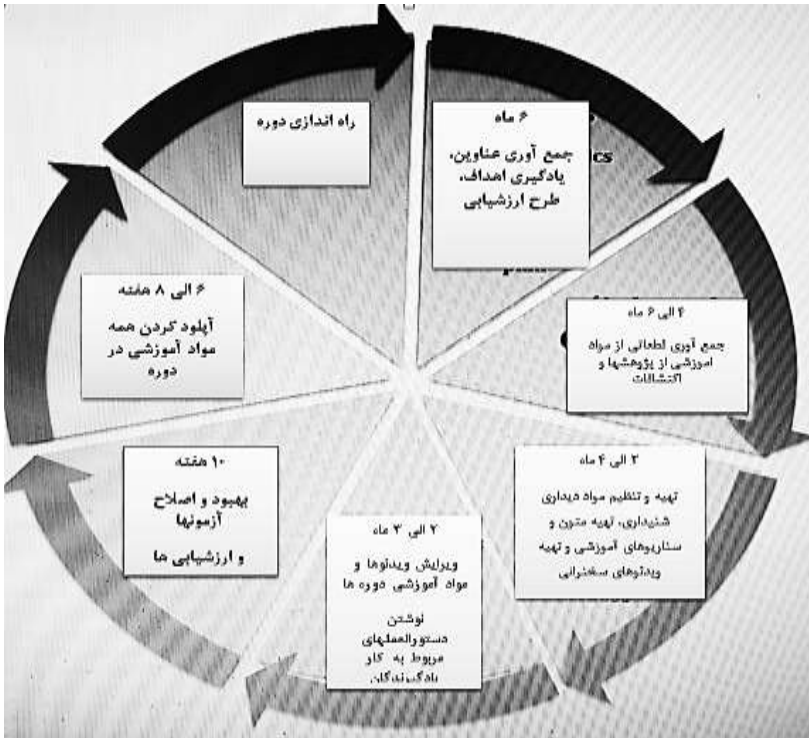 راه اندازی دوره
۶ ماه
جمع آوری عناوین،
یادگیری اهداف،
طرح ارزشیابی
۴ الی ۶ ماه
جمع آوری قطعاتی از مواد
آموزشی از پژوهشها و
اکتشافات
۲ الی ۴ ماه
تهیه و تنظیم مواد دیداری
شنیداری، تهیه متون و
سناریوهای آموزشی و تهیه
ویدئوهای سخنرانی
۲ الی ۳ ماه
ویرایش ویدئوها و
مواد آموزشی دوره ها
نوشتن
دستورالعملهای
مربوط به کار
یادگیرندگان
۱۰ هفته
بهبود و اصلاح
آزمونها
و ارزشیابی ها
۶ الی ۸ هفته
آپلود کردن همه
مواد آموزشی در
دوره